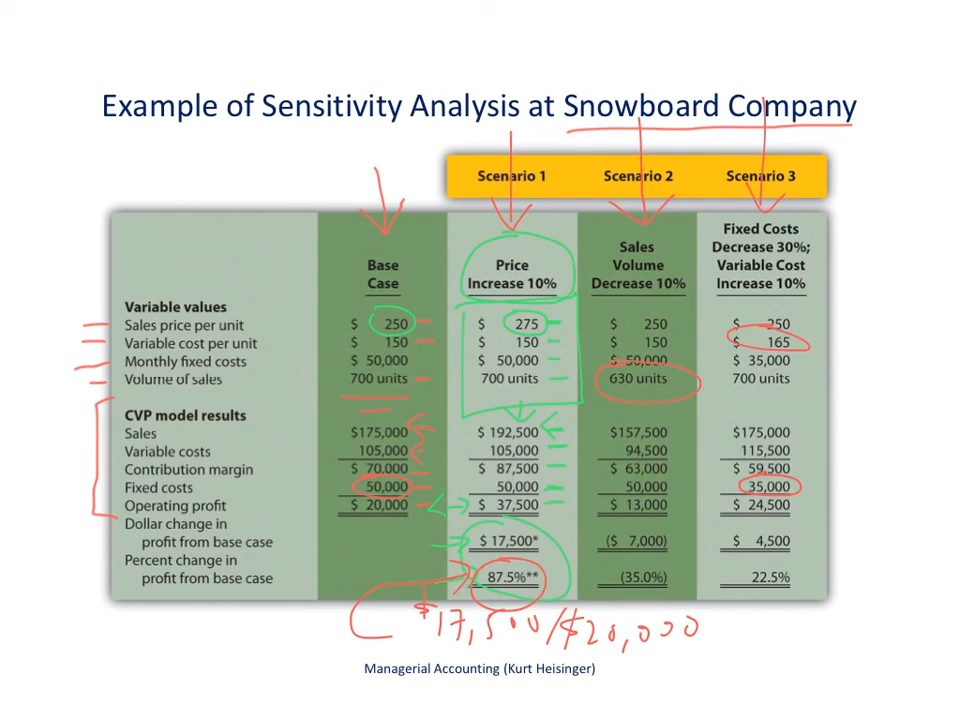 Example of Sensitivity Analysis at Snowboard Company
Scenario 1 Scenario 2 Scenario 3
Base Case Price Increase 10% Sales Volume Decrease 10% Fixed Costs Decrease 30%; Variable Cost Increase 10%
Variable values
Sales price per unit $ 250 $ 275 $ 250 $ 250
Variable cost per unit $ 150 $ 150 $ 150 $ 165
Monthly fixed costs $ 50,000 $ 50,000 $ 50,000 $ 35,000
Volume of sales 700 units 700 units 630 units 700 units
CVP model results
Sales $175,000 $ 192,500 $157,500 $175,000
Variable costs 105,000 105,000 94,500 115,500
Contribution margin $ 70,000 $ 87,500 $ 63,000 $ 59,500
Fixed costs 50,000 50,000 50,000 35,000
Operating profit $ 20,000 $ 37,500 $ 13,000 $ 24,500
Dollar change in
profit from base case $ 17,500* ($ 7,000) $ 4,500
Percent change in
profit from base case 87.5%** (35.0%) 22.5%
$17,500/$20,000
Managerial Accounting (Kurt Heisinger)